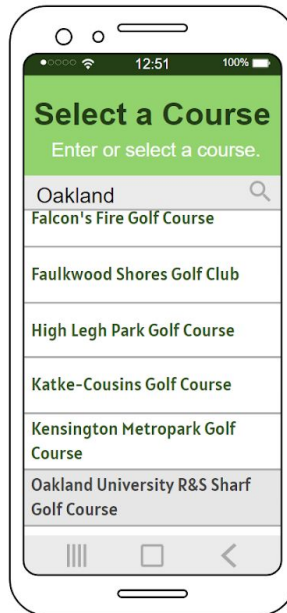 12:51
100%
Select a Course
Enter or select a course.
Oakland
Falcon's Fire Golf Course
Faulkwood Shores Golf Club
High Legh Park Golf Course
Katke-Cousins Golf Course
Kensington Metropark Golf
Course
Oakland University R&S Sharf
Golf Course